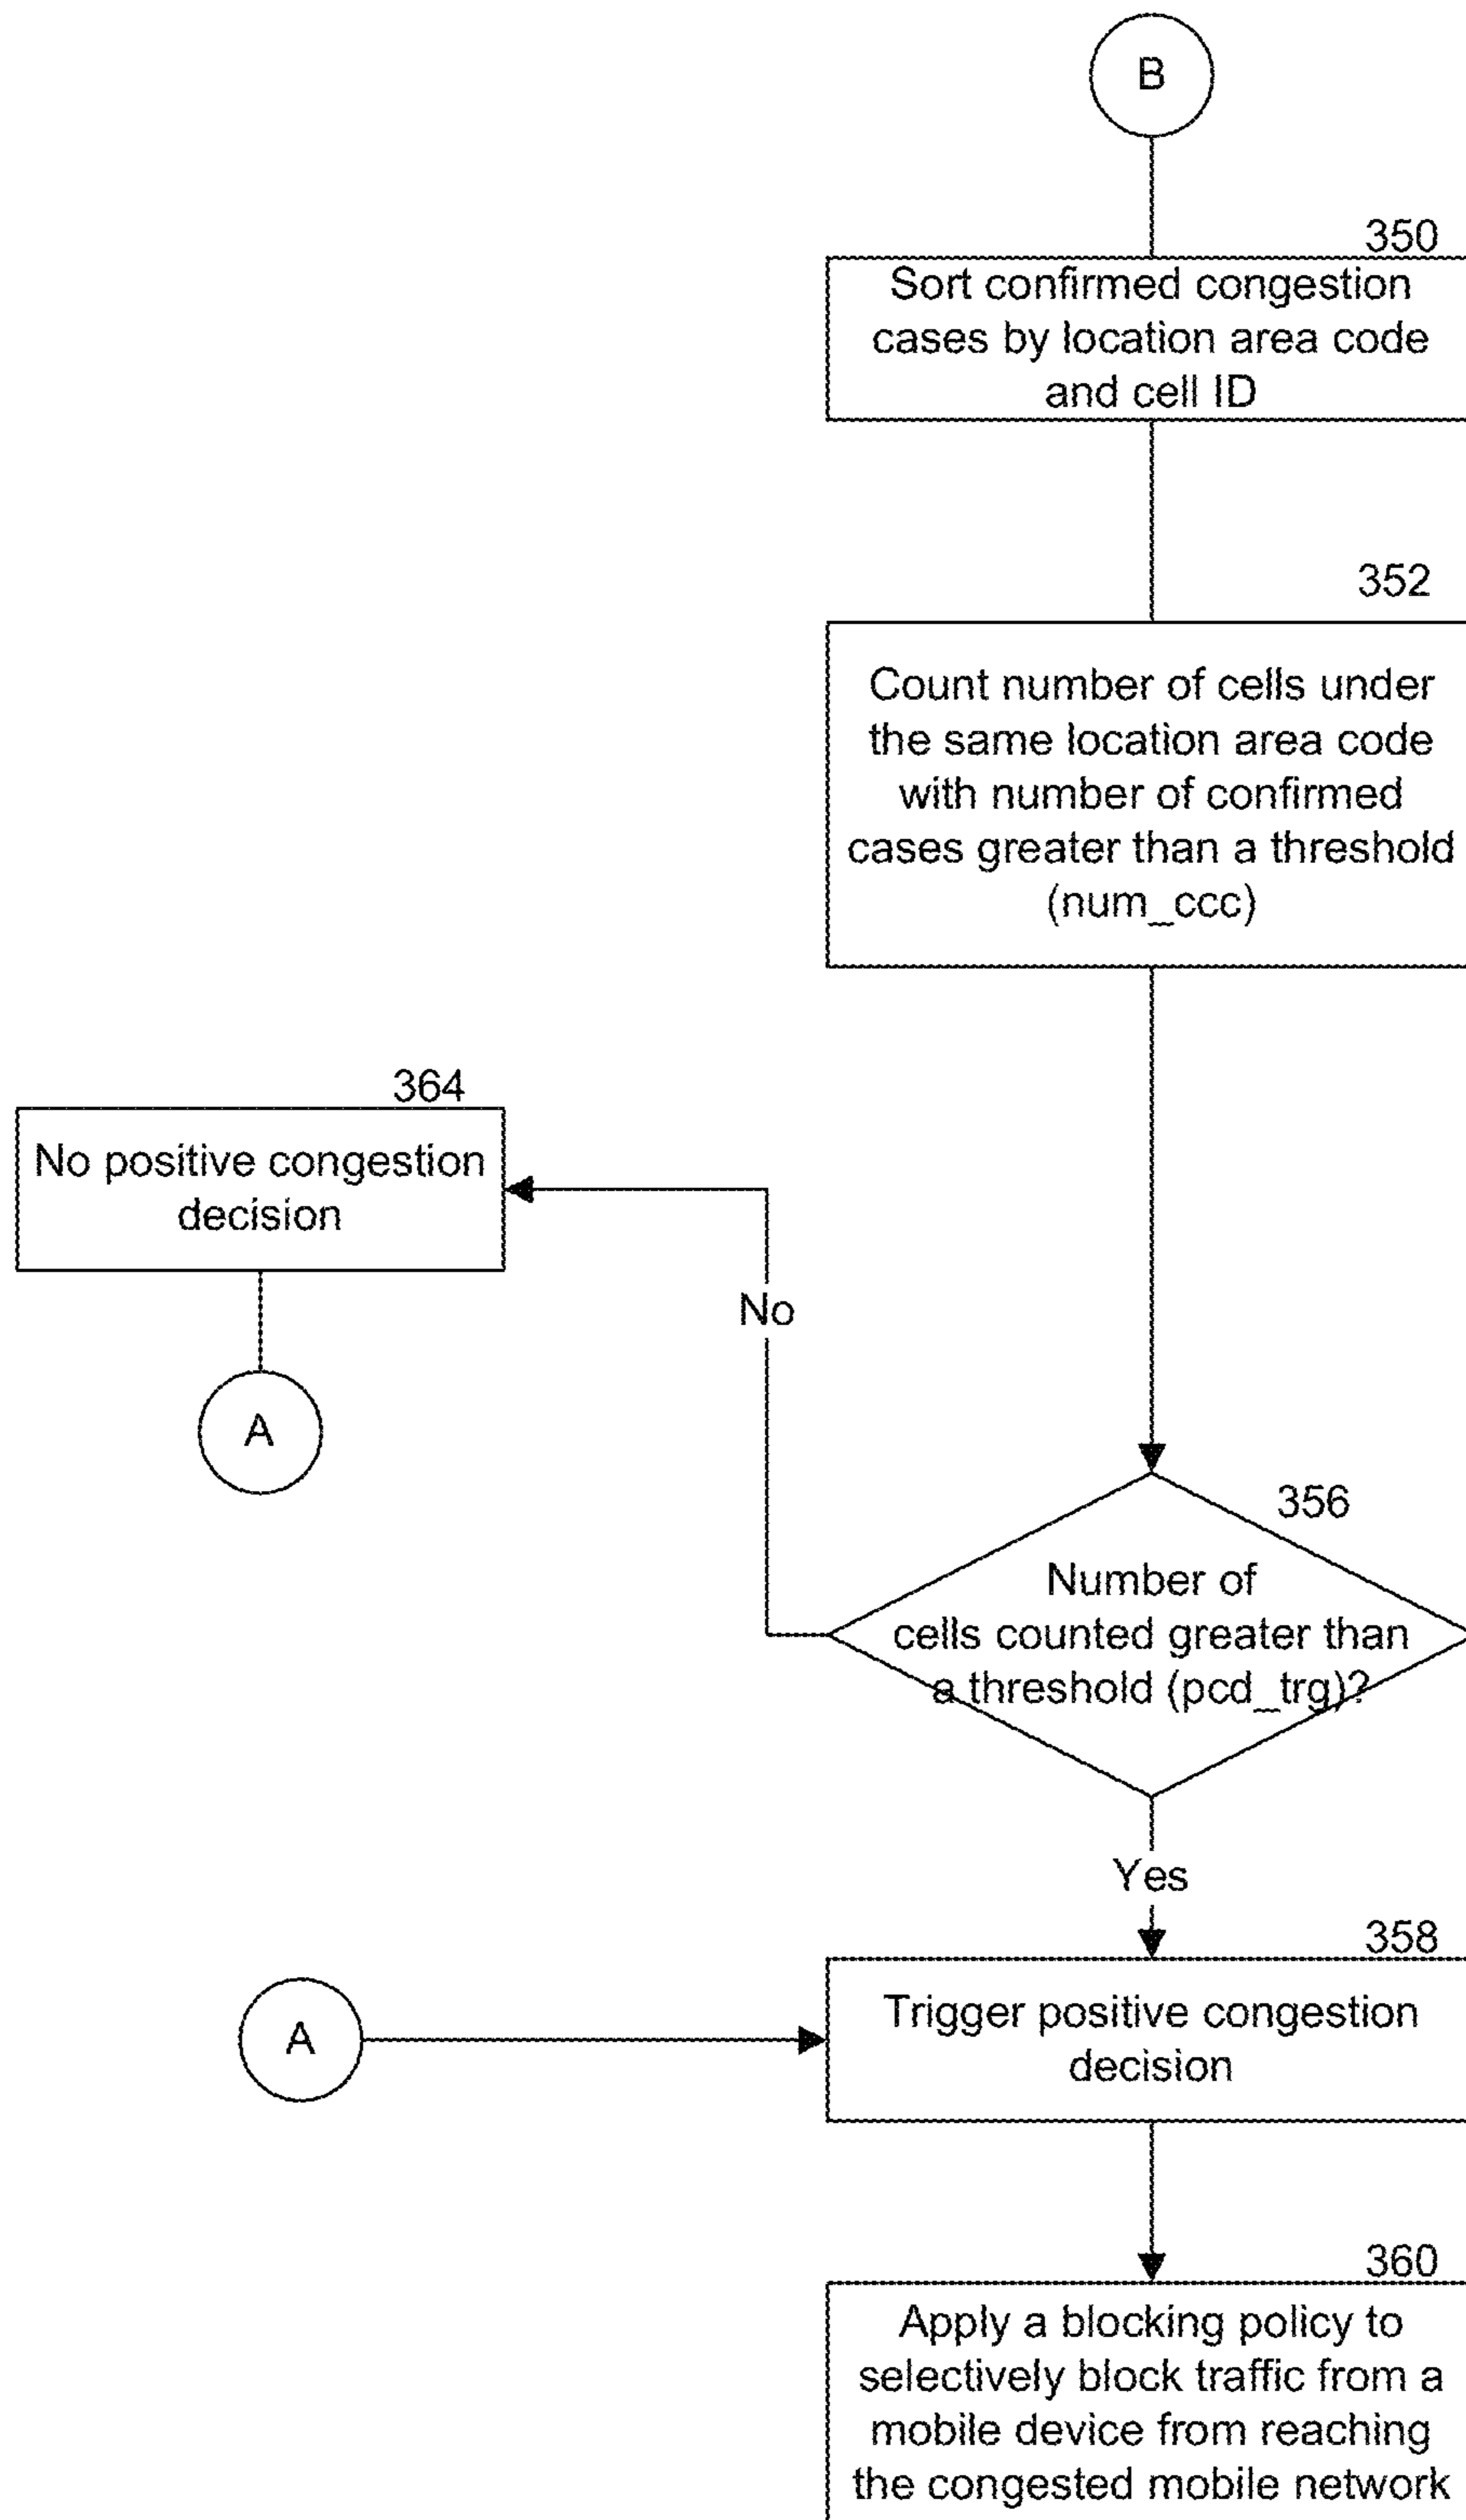 B
350
Sort confirmed congestion
cases by location area code
and cell ID
352
Count number of cells under
the same location area code
with number of confirmed
cases greater than a threshold
(num_ccc)
364
No positive congestion
decision
No
A
356
Number of
cells counted greater than
a threshold (pcd_trg)?
Yes
358
A
Trigger positive congestion
decision
360
Apply a blocking policy to
selectively block traffic from a
mobile device from reaching
the congested mobile network